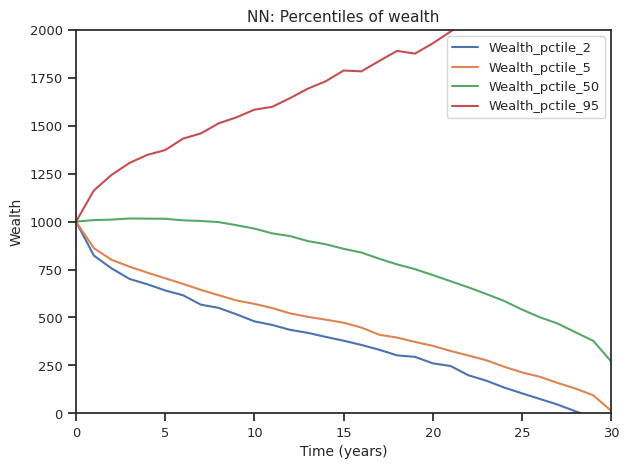 NN: Percentiles of wealth
2000
1750
1500
1250
1000
750
500
250
0
Wealth
Wealth_pctile_2
Wealth_pctile_5
Wealth_pctile_50
Wealth_pctile_95
0 5 10 15 20 25 30
Time (years)